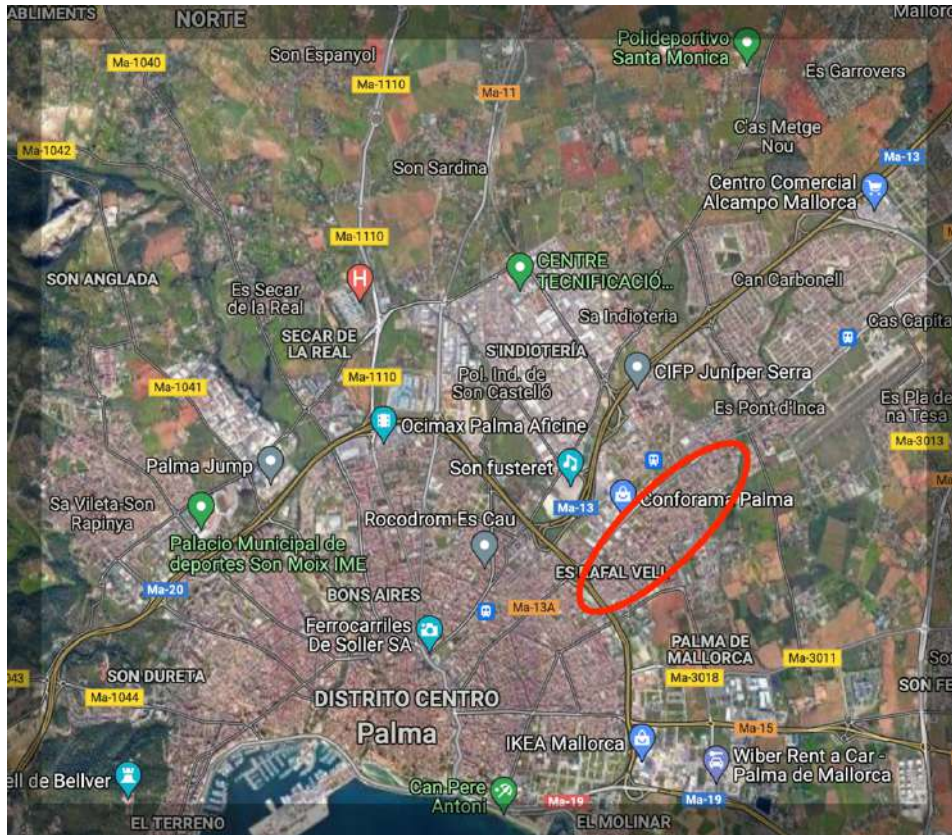 ABLIMENTS
NORTE
Mallorc
Son Espanyol
Polideportivo
Santa Monica
Ma-1040
Es Garrovers
Ma-1110
Ma-11
C'as Metge
Nou
Ma-1042
Ma-13
Son Sardina
Centro Comercial
Alcampo Mallorca
Ma-1110
M
SON ANGLADA
CENTRE
TECNIFICACIÓ...
Es Secar
de la Real
Can Carbonell
Sa Indioteria
Cas Capita
SECAR DE
LA REAL
S'INDIOTERÍA
Ma-1110
Pol. Ind. de
Son Castelló
CIFP Juníper Serra
Ma-1041
Es Pont d'Inca
Es Pla de
na Tesa
Ocimax Palma Aficine
Ma-3013
Palma Jump
Son fusteret
Ma
Sa Vileta-Son
Rapinya
Ma-13
Conforama Palma
Rocodrom Es Cau
Palacio Municipal de
deportes Son Moix IME
ES RAFAL VELL
Ma-20
BONS AIRES
Ma-13A
Ferrocarriles
De Soller SA
PALMA DE
MALLORCA
Ma-3011
So
043
SON DURETA
Ma-3018
SON FE
Ma-1044
DISTRITO CENTRO
Palma
Ma-15
IKEA Mallorca
Wiber Rent a Car -
Palma de Mallorca
ell de Bellver
Can Pere
Antoni
Ma-19
Ma-19
EL TERRENO
EL MOLINAR